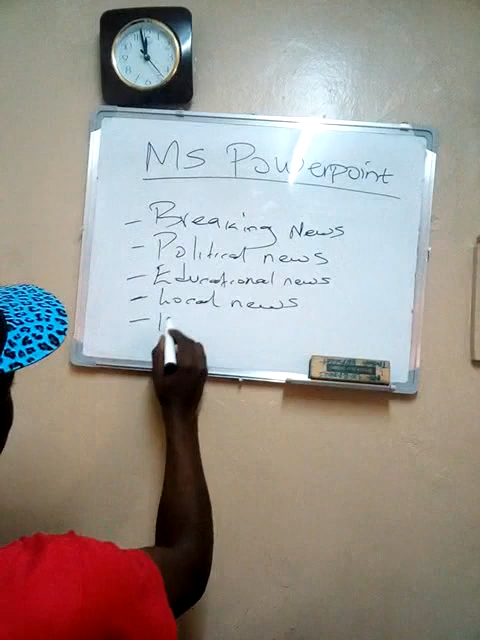 Ms Powerpoint
- Breaking News
- Political news
- Educational news
- Local news
-